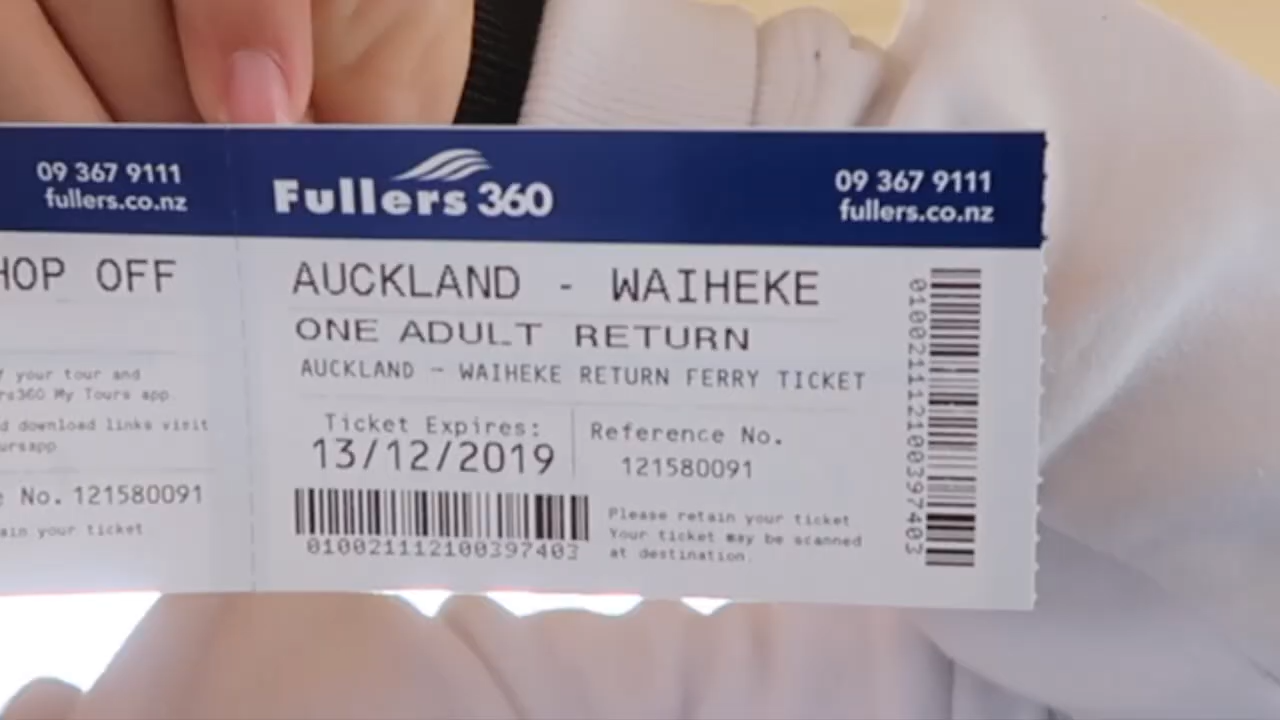 09 367 9111
fullers.co.nz
HOP OFF
your tour and
360 My Tours app
download links visit
No. 121580091
your ticket
Fullers 360
09 367 9111
fullers.co.nz
AUCKLAND - WAIHEKE
ONE ADULT RETURN
AUCKLAND - WAIHEKE RETURN FERRY TICKET
Ticket Expires:
13/12/2019
Reference No.
121580091
010021112100397403
Please retain your ticket
Your ticket may be scanned
at destination.
010021112100397403